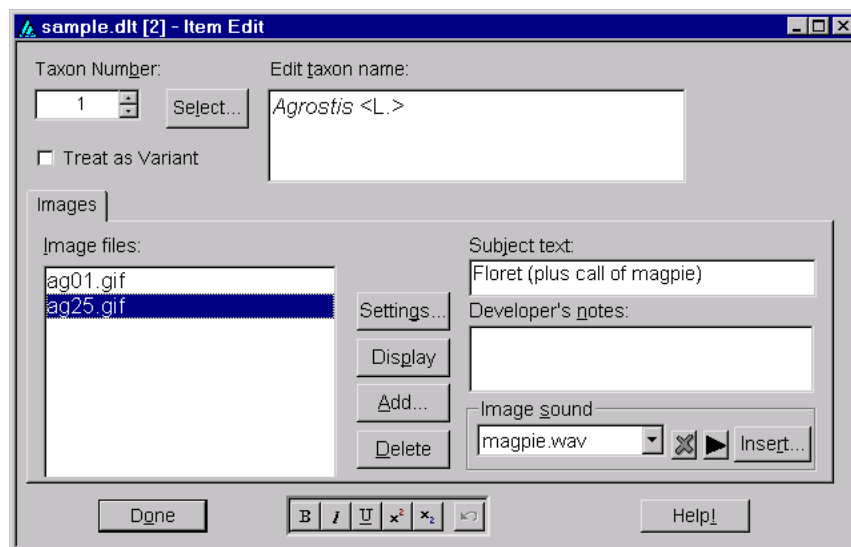 sample.dlt [2] - Item Edit
Taxon Number:
Edit taxon name:
1
Select...
Agrostis <L.>
Treat as Variant
Images
Image files:
Subject text:
ag01.gif
Floret (plus call of magpie)
ag25.gif
Settings...
Developer's notes:
Display
Add...
Image sound
Delete
magpie.wav
Insert...
Done
B I U x² x₂
Help!